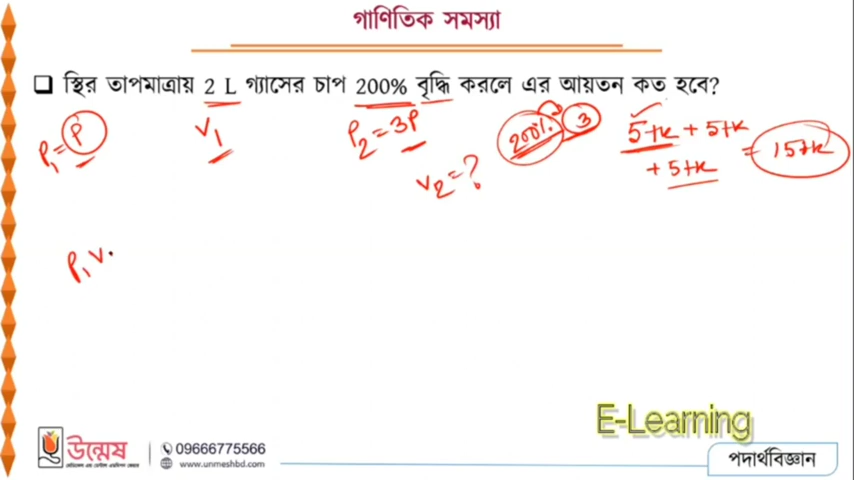 গাণিতিক সমস্যা
❑ স্থির তাপমাত্রায় 2 L গ্যাসের চাপ 200% বৃদ্ধি করলে এর আয়তন কত হবে?
P₁ = P V₁ P₂ = 3P 200% 3 5tk + 5tk
V₂ = ? + 5tk = 15tk
P₁V
E-Learning
উন্মেষ
09666775566
www.unmeshbd.com
পদার্থবিজ্ঞান